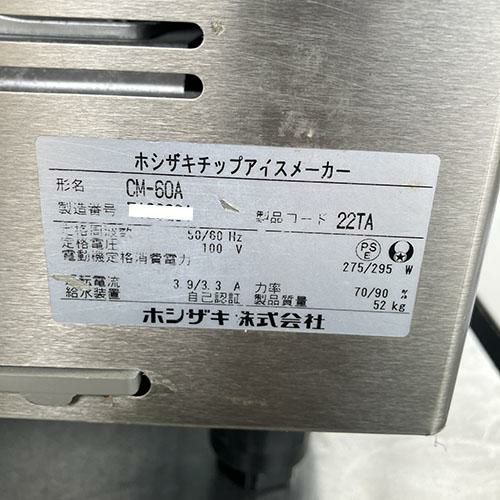 ホシザキチップアイスメーカー
形名 CM-60A
製造番号 製品コード 22TA
定格周波数 50/60 Hz
定格電圧 100 V
電動機定格消費電力 275/295 W
PS
E
運転電流 3.9/3.3 A 力率 70/90 %
給水装置 自己認証 製品質量 52 kg
ホシザキ株式会社